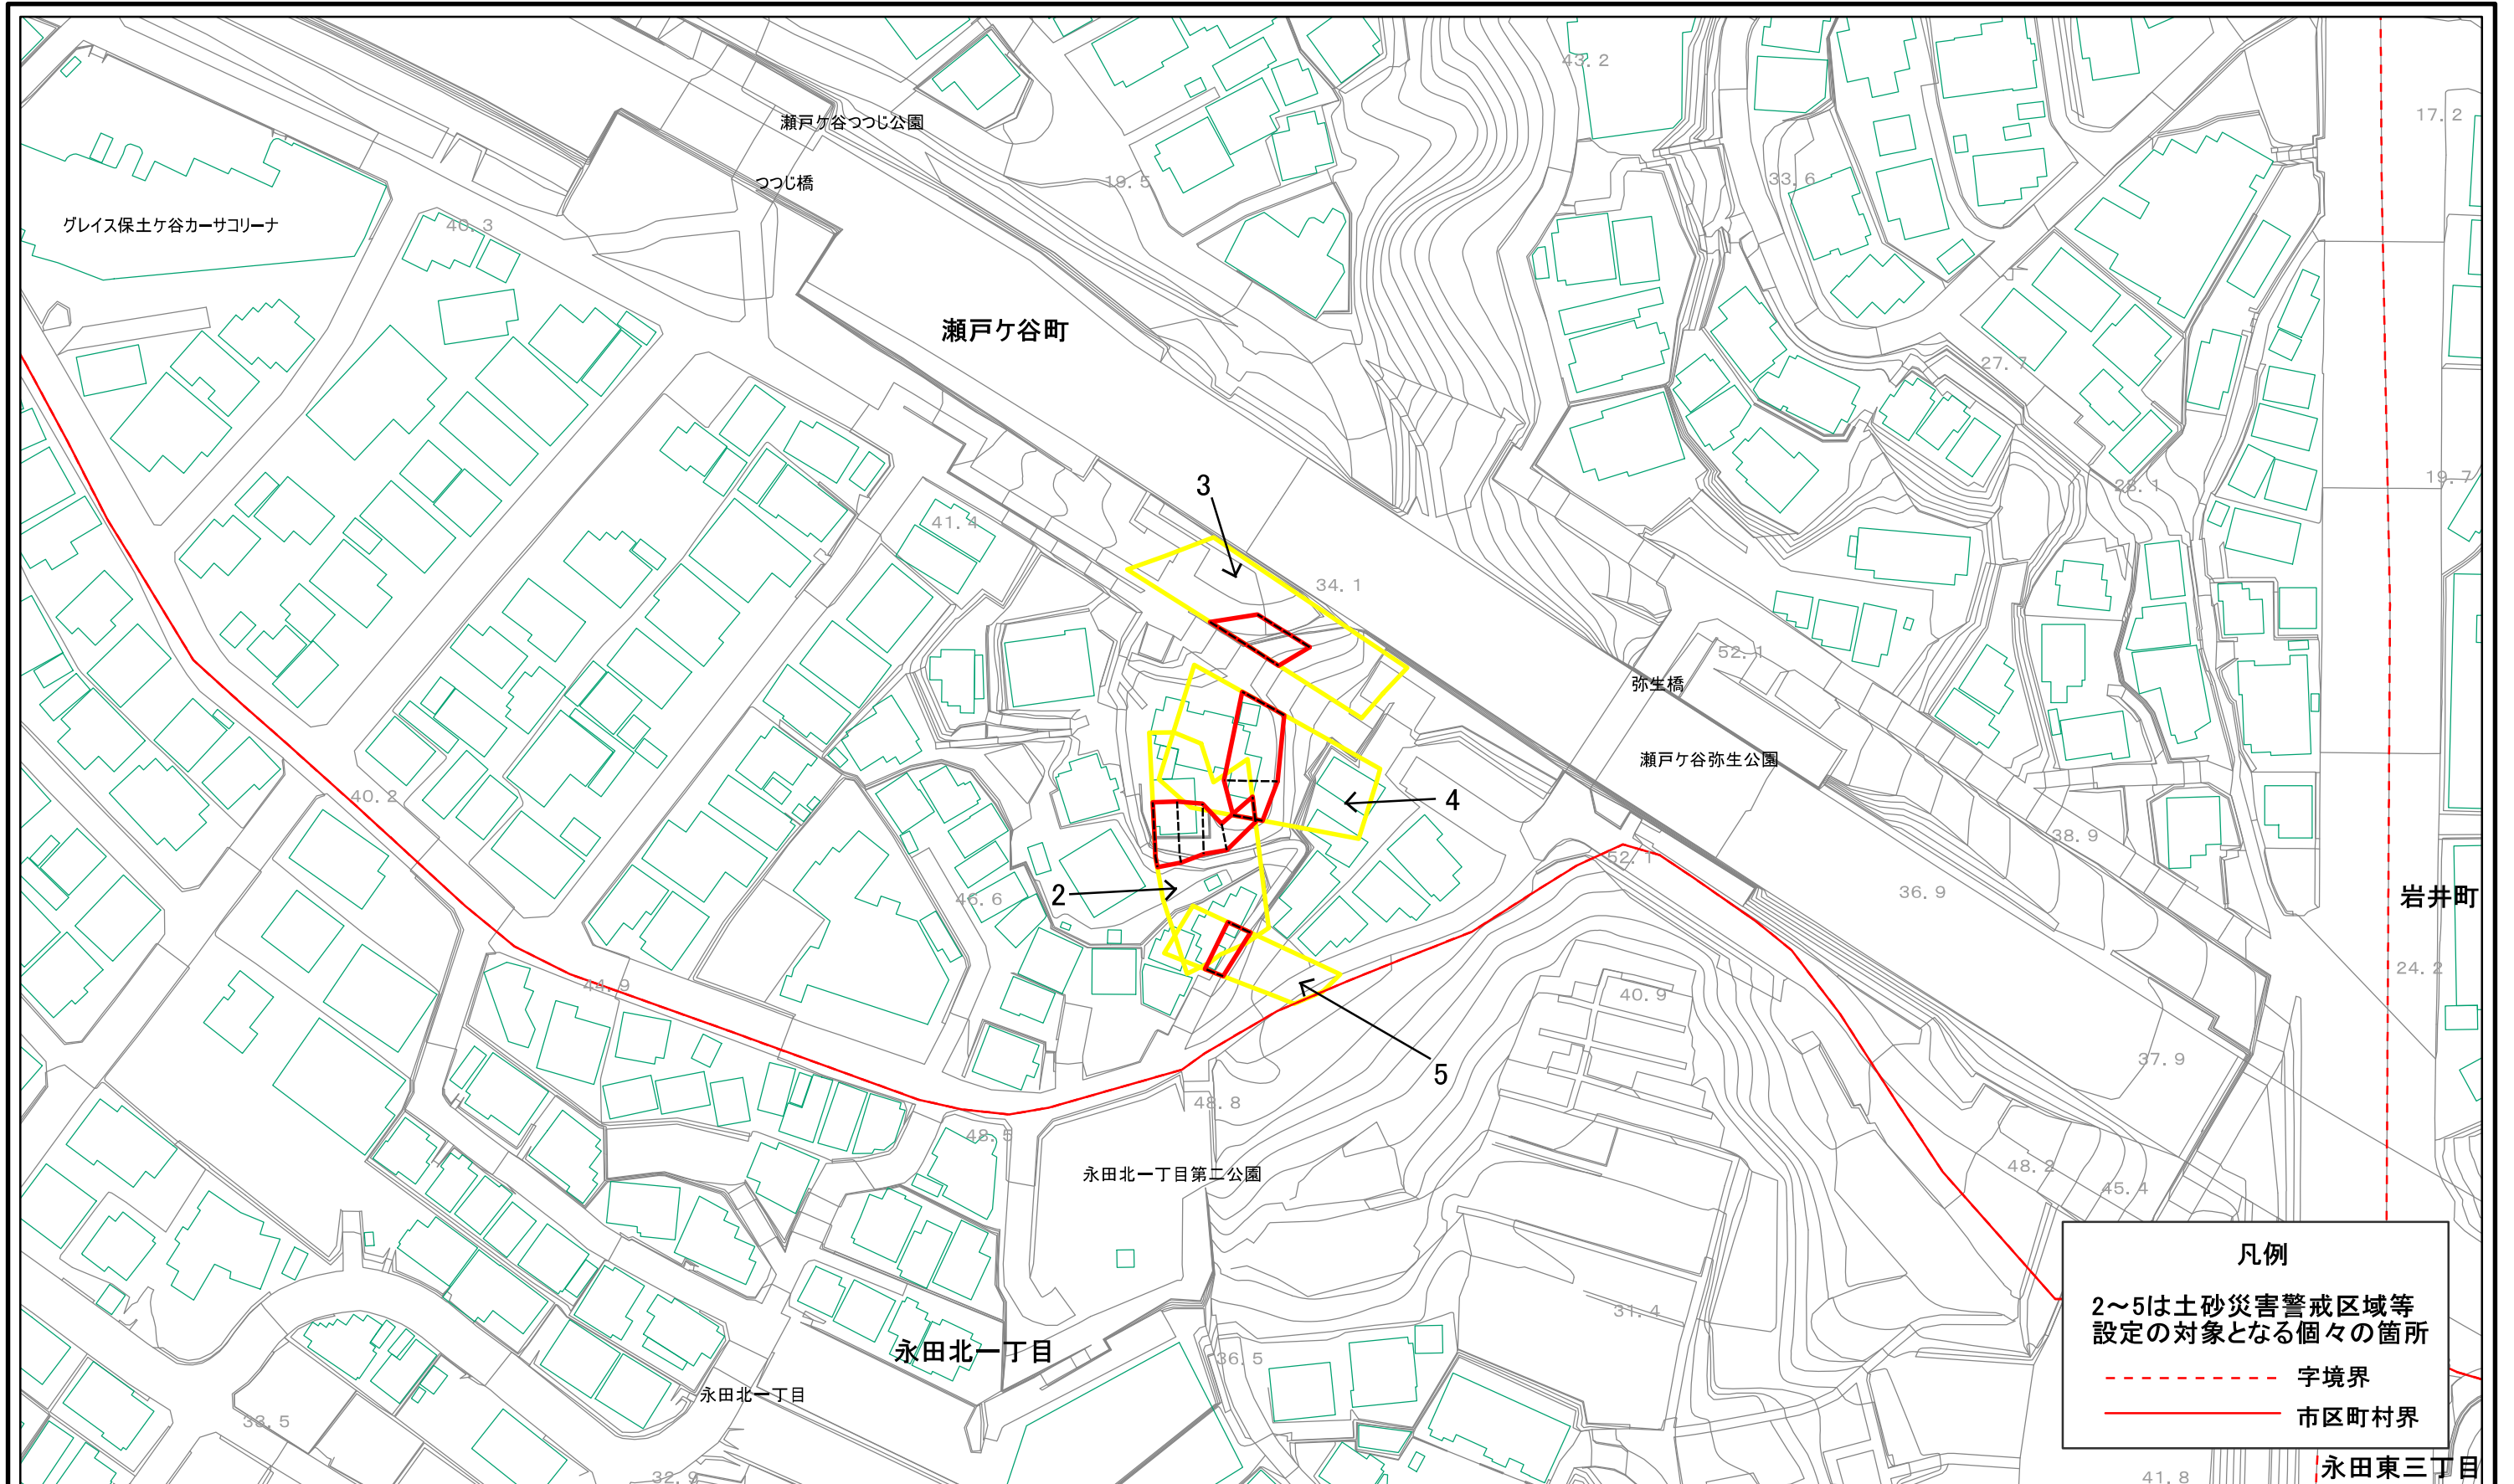 43.2
17.2
瀬戸ケ谷つつじ公園
つつじ橋
19.5
33.6
グレイス保土ケ谷カーサコリーナ
40.3
瀬戸ケ谷町
27.7
3
19.7
28.1
41.4
34.1
52.1
弥生橋
瀬戸ケ谷弥生公園
40.2
4
38.9
52.1
2
46.6
36.9
岩井町
44.9
24.2
40.9
37.9
5
48.8
48.5
永田北一丁目第二公園
48.2
45.4
凡例
2～5は土砂災害警戒区域等
設定の対象となる個々の箇所
字境界
市区町村界
31.4
永田北一丁目
36.5
永田北一丁目
33.5
32.9
永田東三丁目
41.8